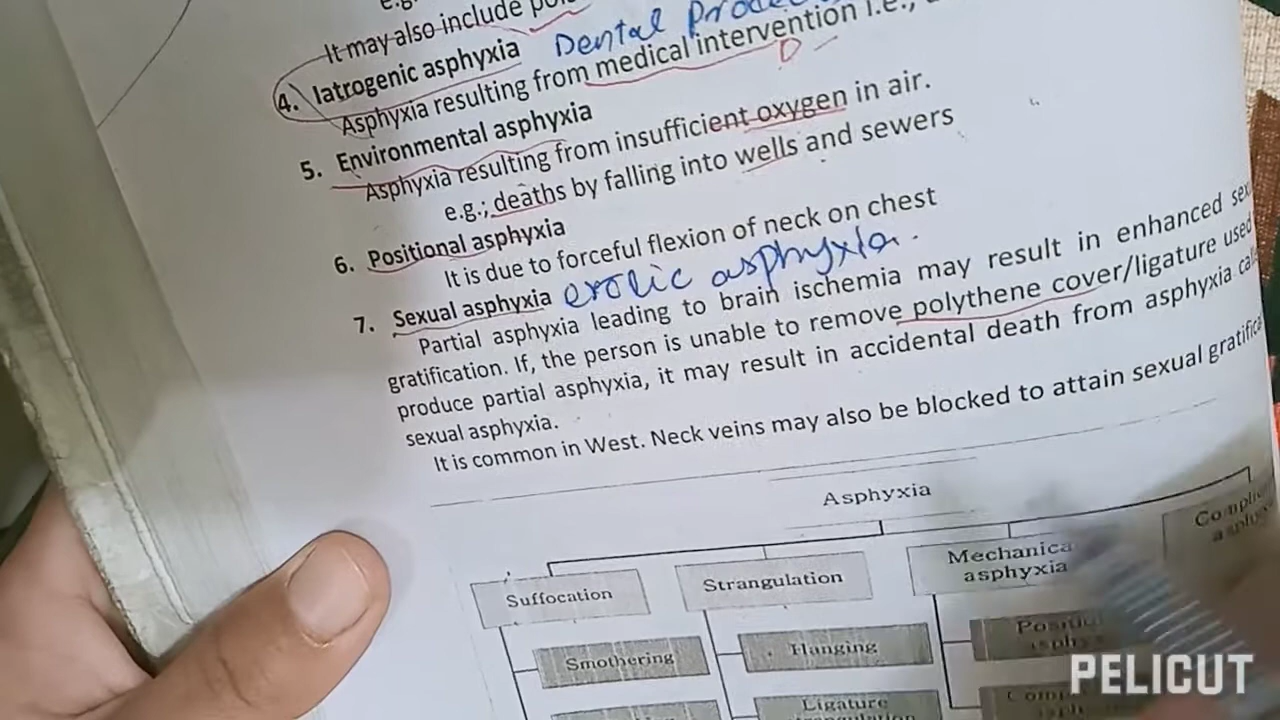 e.g.
It may also include
4. Iatrogenic asphyxia Dental
Asphyxia resulting from medical intervention i.e.,
5. Environmental asphyxia
Asphyxia resulting from insufficient oxygen in air.
e.g.; deaths by falling into wells and sewers
6. Positional asphyxia
It is due to forceful flexion of neck on chest
7. Sexual asphyxia erotic asphyxia.
Partial asphyxia leading to brain ischemia may result in enhanced
gratification. If, the person is unable to remove polythene cover/ligature used
produce partial asphyxia, it may result in accidental death from asphyxia
sexual asphyxia.
It is common in West. Neck veins may also be blocked to attain sexual
Asphyxia
Suffocation
Strangulation
Mechanica
asphyxia
Smothering
Hanging
Ligature
PELICUT